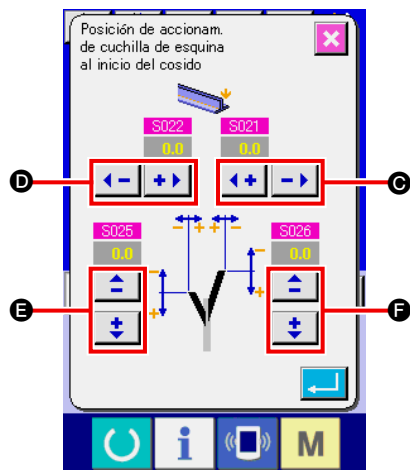 Posición de accionam.
de cuchilla de esquina
al inicio del cosido
S022 S021
0.0 0.0
D - + + - C
S025 S026
0.0 0.0
- + - +
- -
+ +
E - - F
+ +
i M